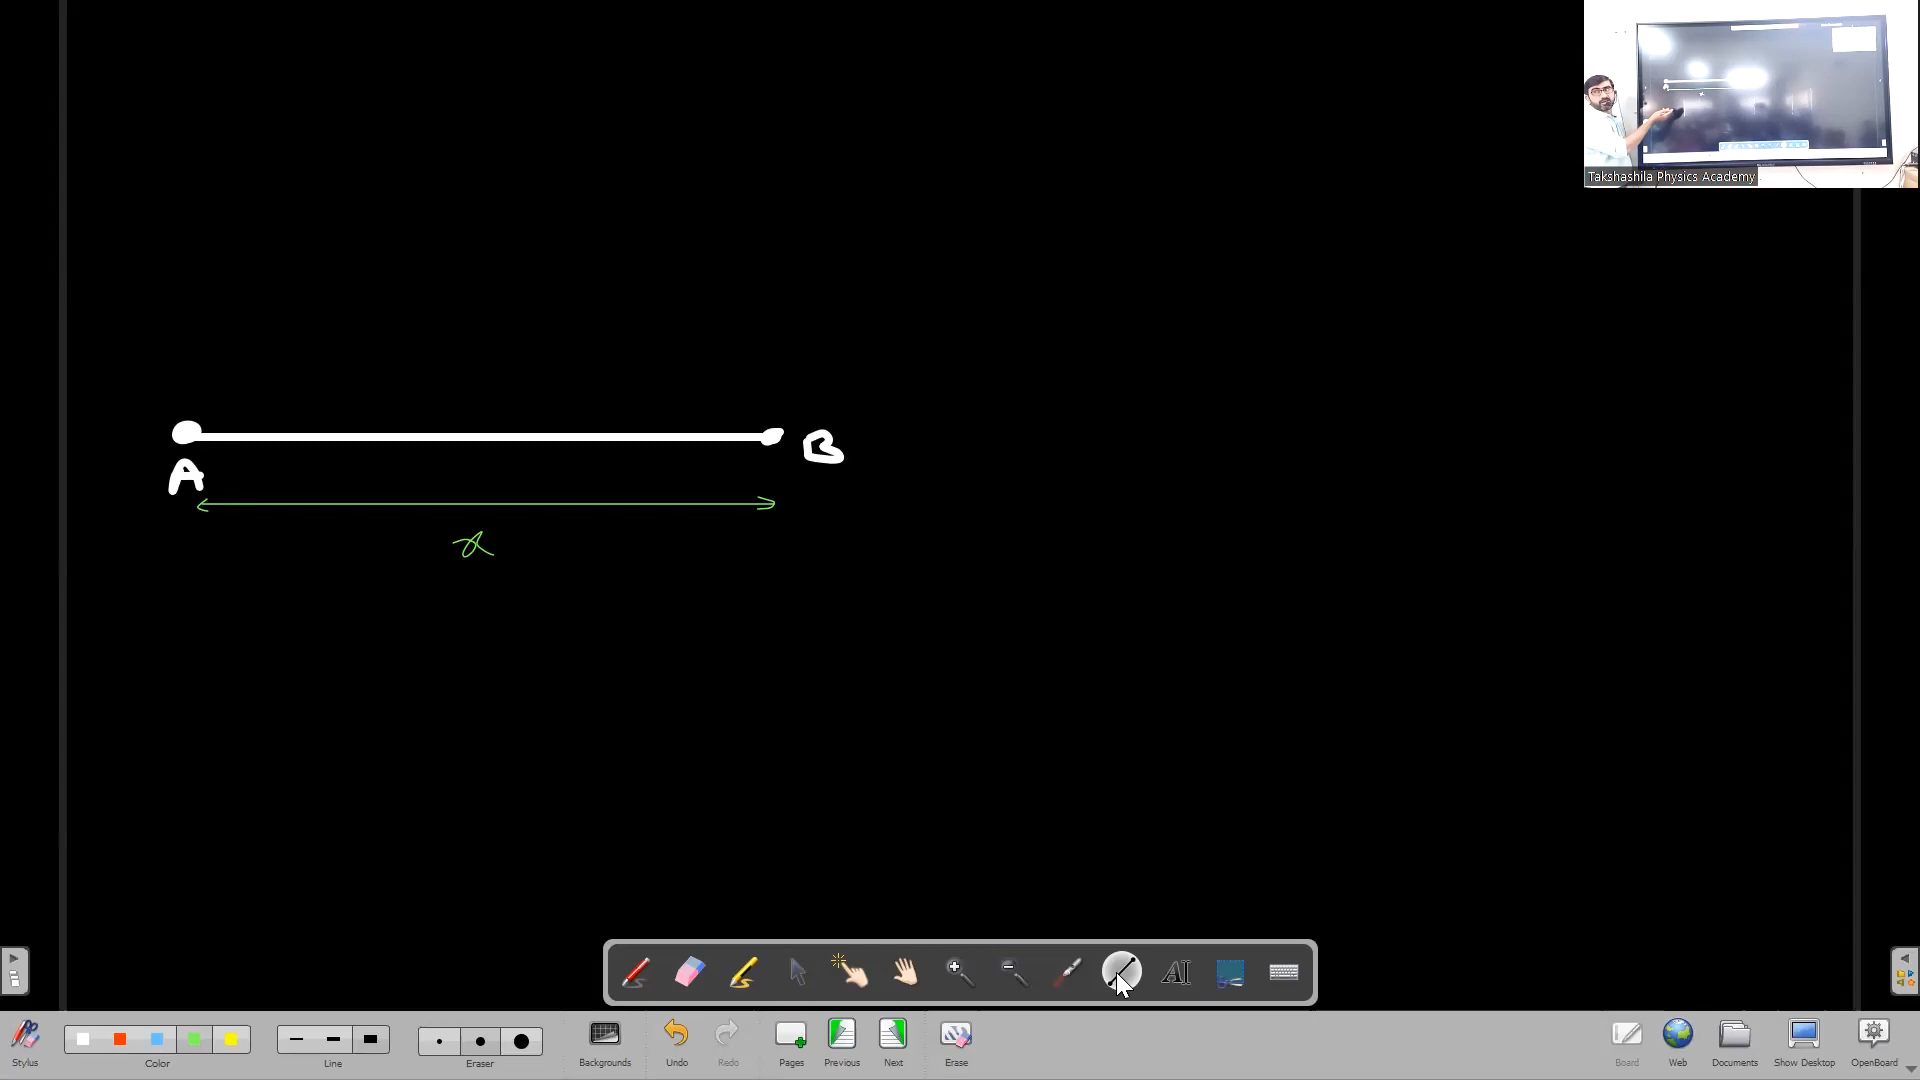 Takshashila Physics Academy
A
B
x
AI
Stylus
Color
Line
Eraser
Backgrounds
Undo
Redo
Pages
Previous
Next
Erase
Board
Web
Documents
Show Desktop
OpenBoard